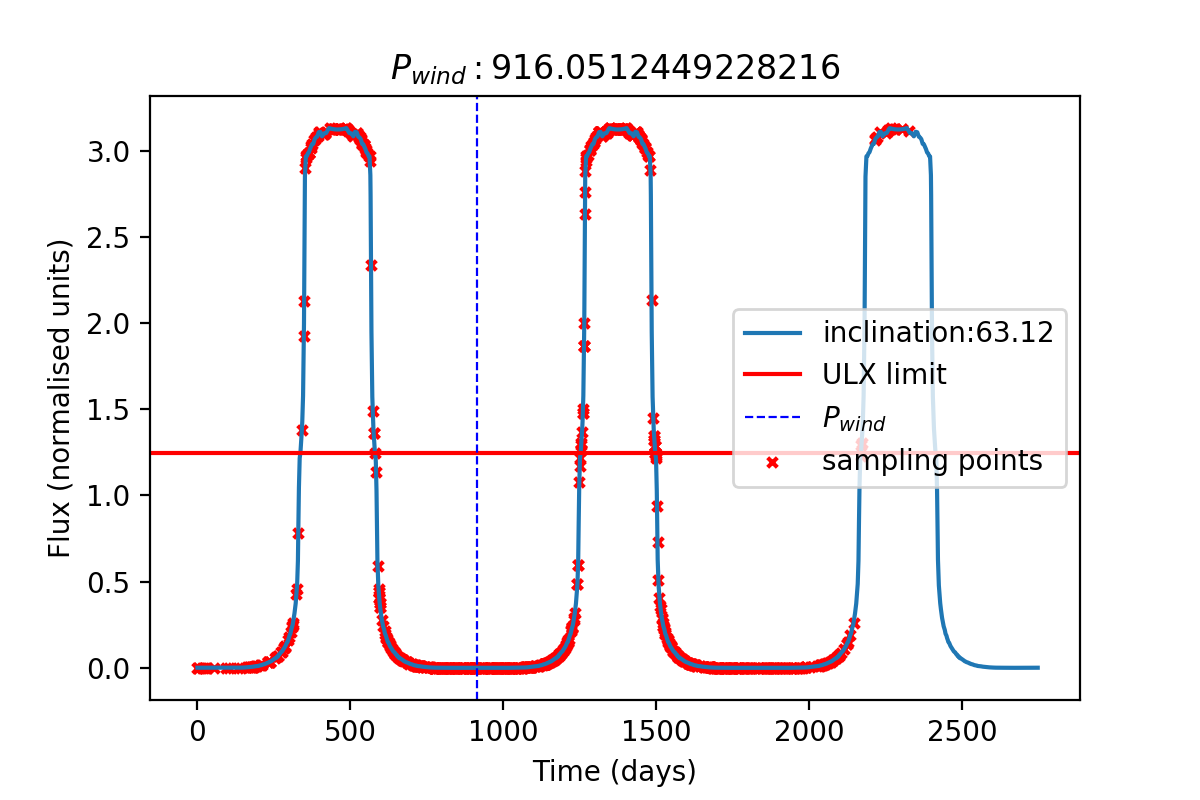 P_wind : 916.0512449228216
3.0
2.5
2.0
1.5
1.0
0.5
0.0
Flux (normalised units)
inclination:63.12
ULX limit
P_wind
sampling points
0 500 1000 1500 2000 2500
Time (days)